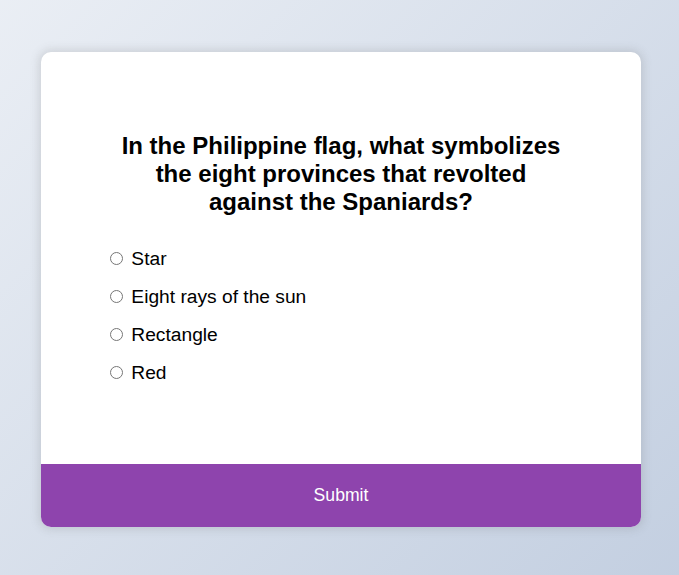 In the Philippine flag, what symbolizes
the eight provinces that revolted
against the Spaniards?
Star
Eight rays of the sun
Rectangle
Red
Submit